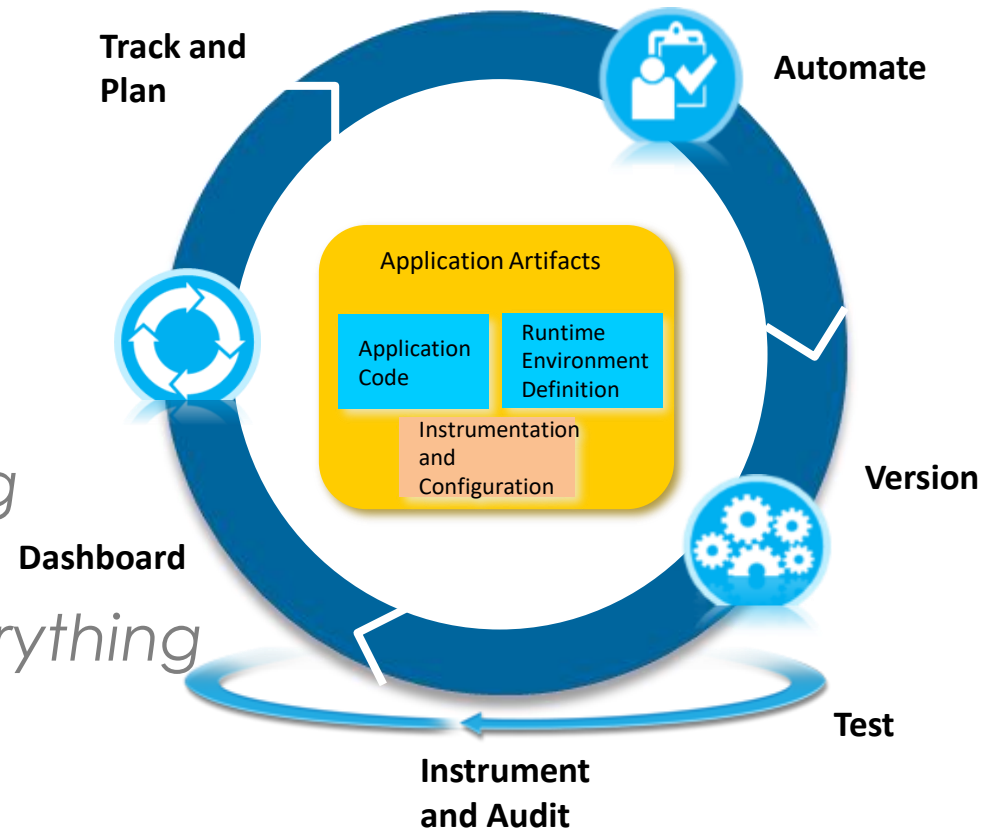 Track and
Plan
Automate
Application Artifacts
Application
Code
Runtime
Environment
Definition
Instrumentation
and
Configuration
Version
g
Dashboard
rything
Test
Instrument
and Audit